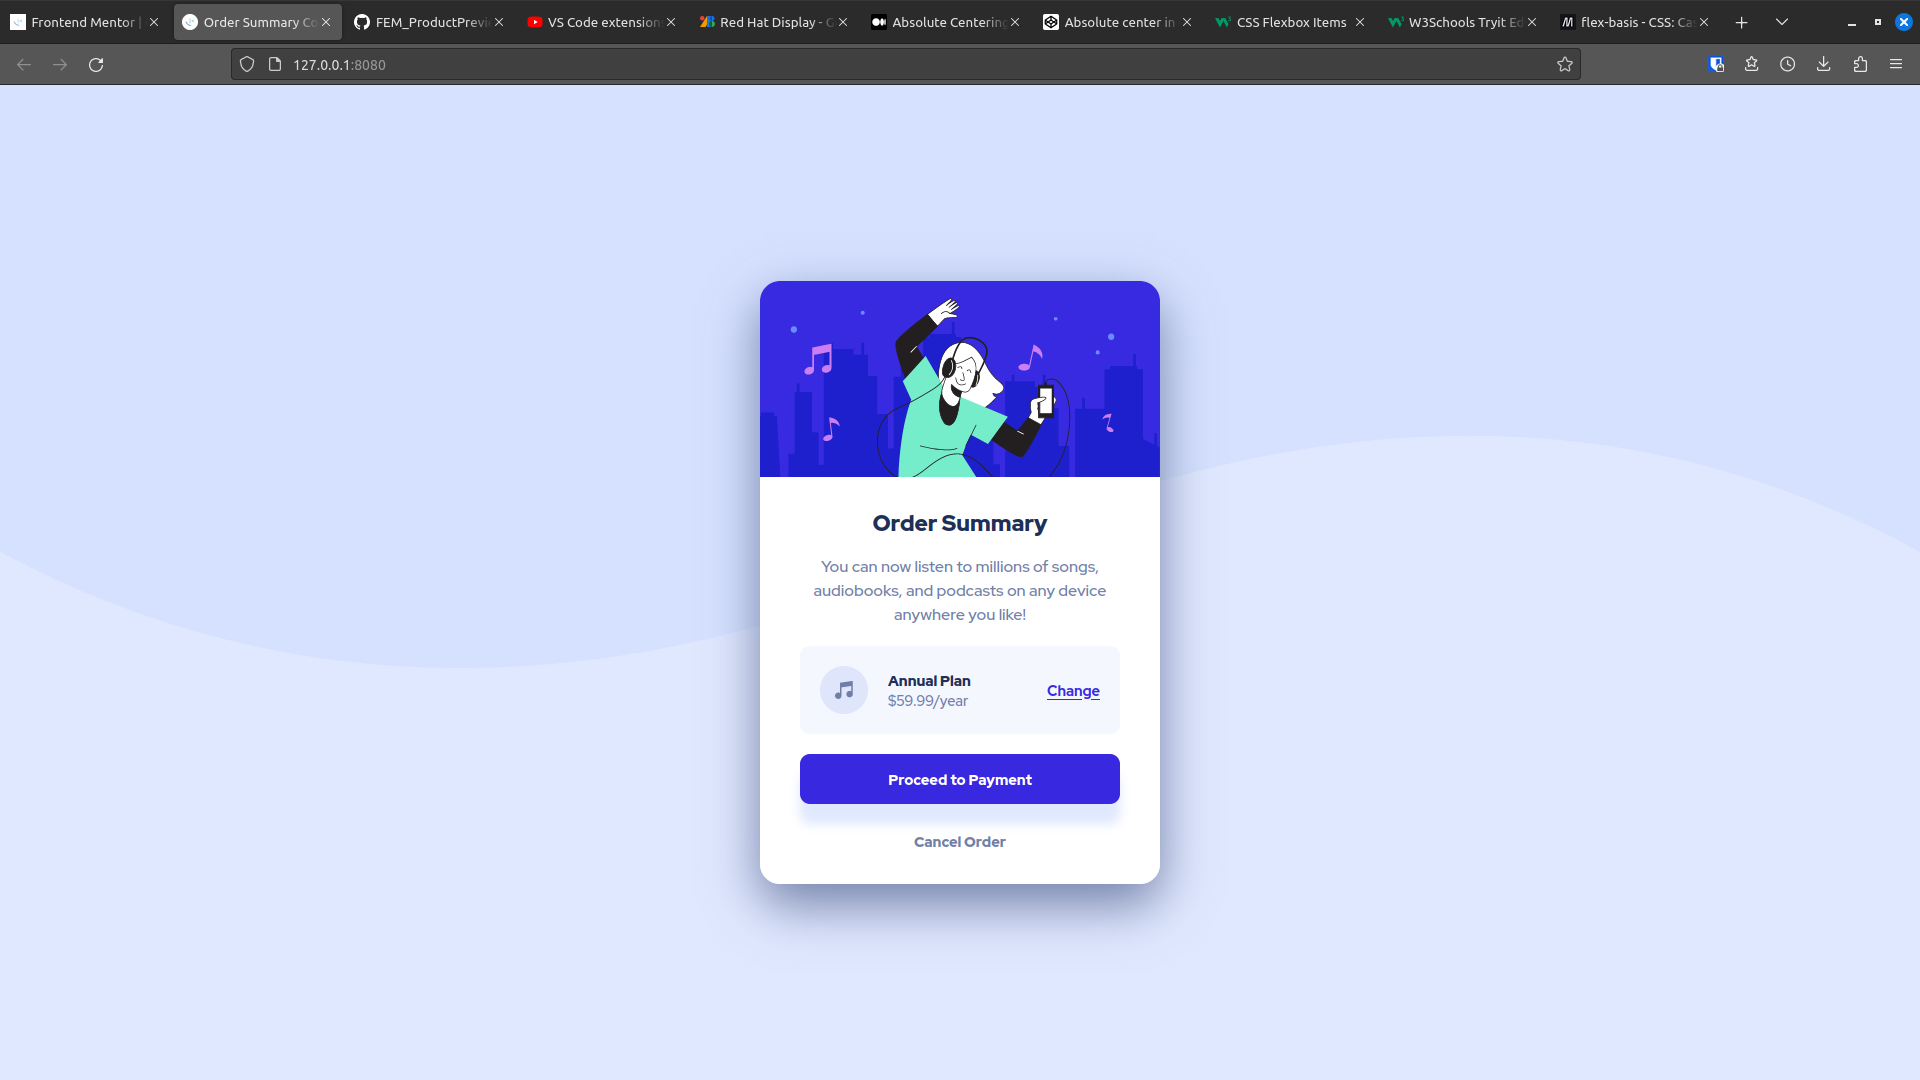 Frontend Mentor |
Order Summary Co
FEM_ProductPrevi
VS Code extension
Red Hat Display - G
Absolute Centering
Absolute center in
CSS Flexbox Items
W3Schools Tryit Ed
flex-basis - CSS: Ca
127.0.0.1:8080
Order Summary
You can now listen to millions of songs,
audiobooks, and podcasts on any device
anywhere you like!
Annual Plan
$59.99/year
Change
Proceed to Payment
Cancel Order